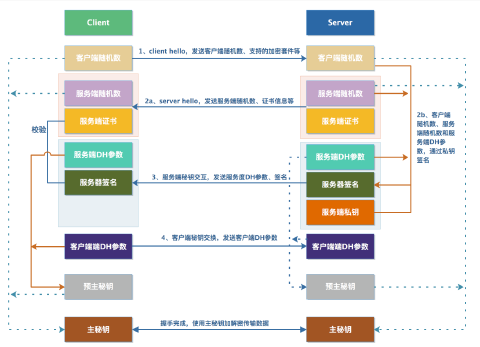 Client
Server
1、client hello，发送客户端随机数、支持的加密套件等
客户端随机数
客户端随机数
服务端随机数
服务端随机数
2a、server hello，发送服务端随机数、证书信息等
服务端证书
服务端证书
校验
2b、客户端
随机数、服务
端随机数和服
务端DH参
数，通过私钥
签名
服务端DH参数
服务端DH参数
3、服务端秘钥交互，发送服务度DH参数、签名
服务器签名
服务器签名
服务端私钥
4、客户端秘钥交换，发送客户端DH参数
客户端端DH参数
客户端端DH参数
预主秘钥
预主秘钥
握手完成，使用主秘钥加解密传输数据
主秘钥
主秘钥